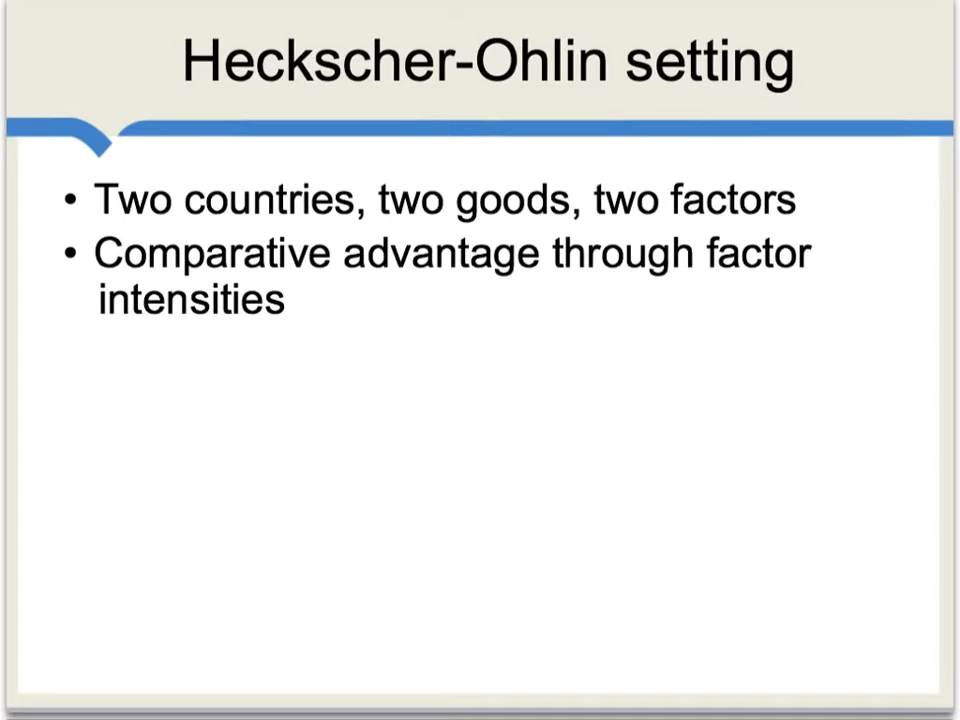 Heckscher-Ohlin setting
• Two countries, two goods, two factors
• Comparative advantage through factor
intensities